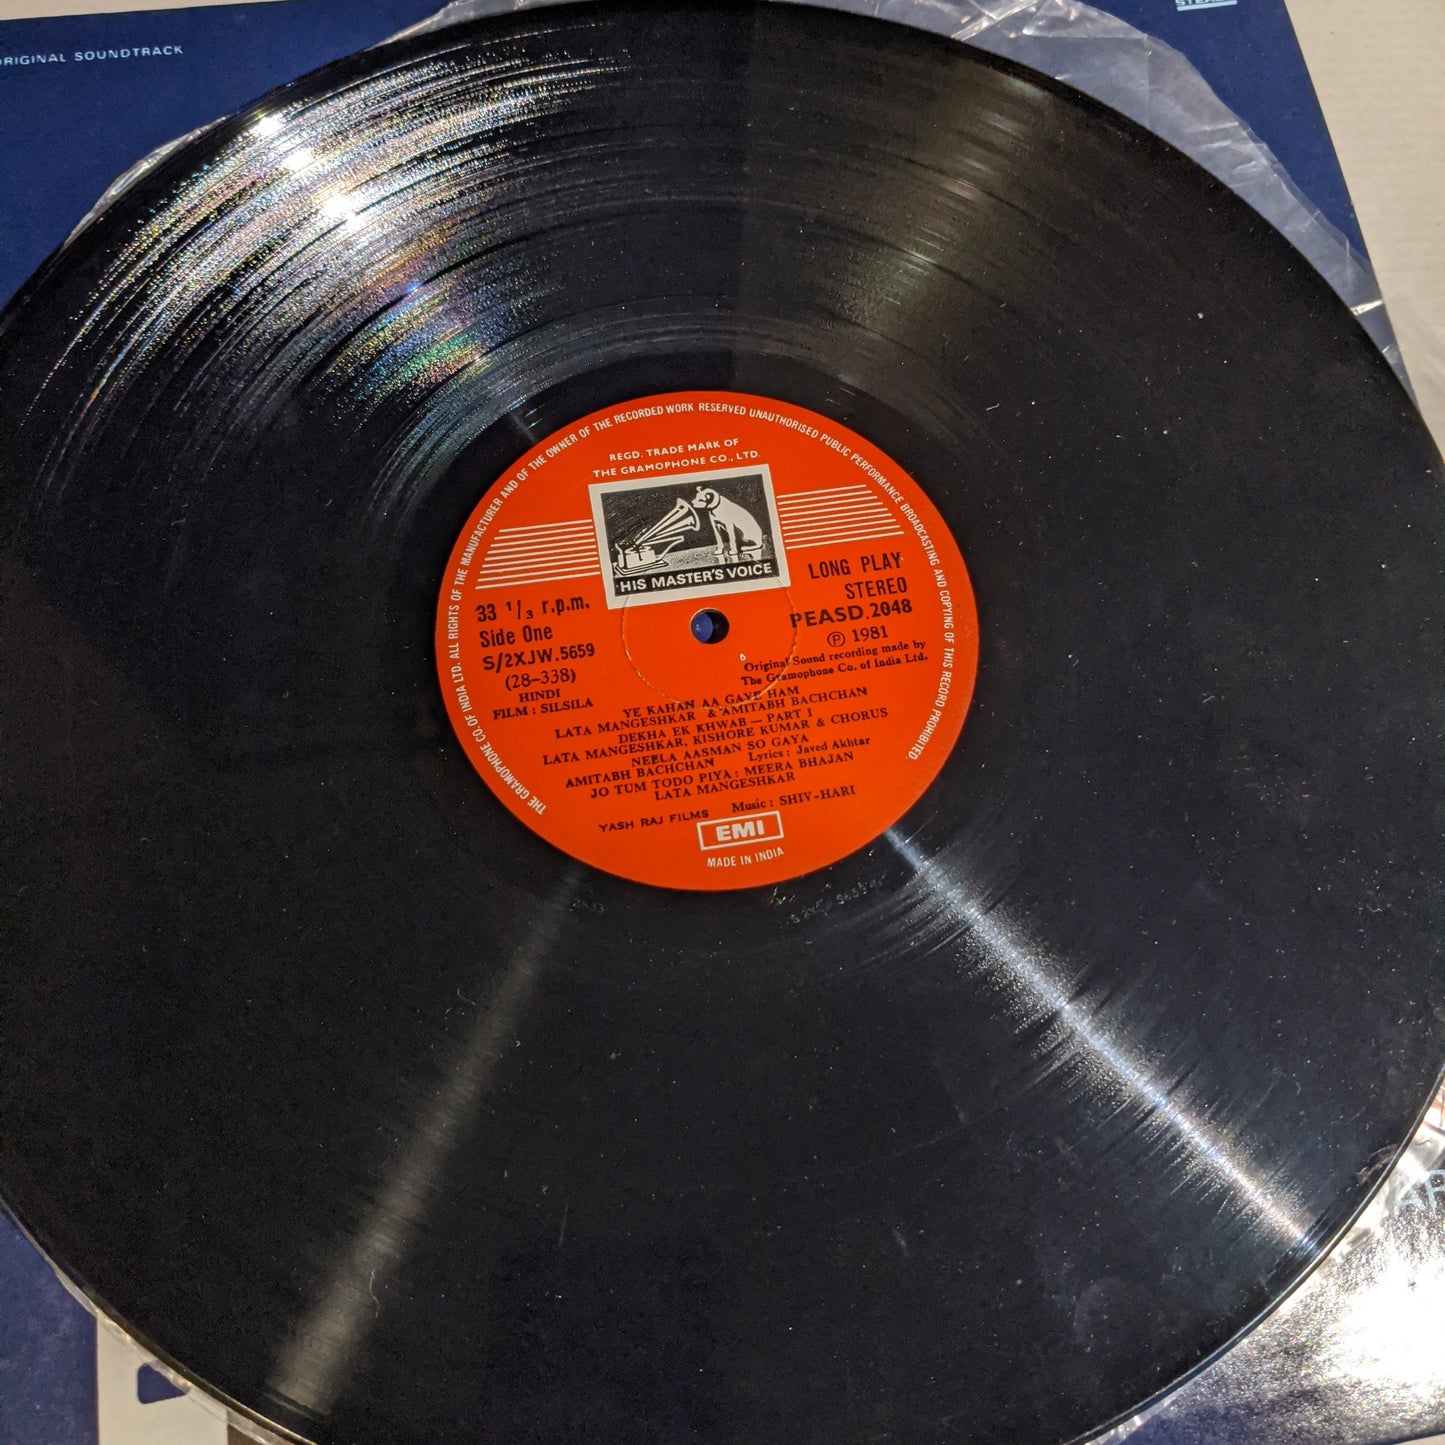 ORIGINAL SOUNDTRACK
STEREO
THE GRAMOPHONE CO. OF INDIA LTD. ALL RIGHTS OF THE MANUFACTURER AND OF THE OWNER OF THE RECORDED WORK RESERVED UNAUTHORISED PUBLIC PERFORMANCE BROADCASTING AND COPYING OF THIS RECORD PROHIBITED.
REGD. TRADE MARK OF
THE GRAMOPHONE CO., LTD.
HIS MASTER'S VOICE
33 1/3 r.p.m.
Side One
S/2XJW.5659
(28-338)
HINDI
FILM : SILSILA
LONG PLAY
STEREO
PEASD.2048
Ⓟ 1981
Original Sound recording made by
The Gramophone Co. of India Ltd.
YE KAHAN AA GAYE HAM
LATA MANGESHKAR & AMITABH BACHCHAN
DEKHA EK KHWAB — PART I
LATA MANGESHKAR, KISHORE KUMAR & CHORUS
NEELA AASMAN SO GAYA
AMITABH BACHCHAN Lyrics : Javed Akhtar
JO TUM TODO PIYA : MEERA BHAJAN
LATA MANGESHKAR
YASH RAJ FILMS Music : SHIV-HARI
EMI
MADE IN INDIA